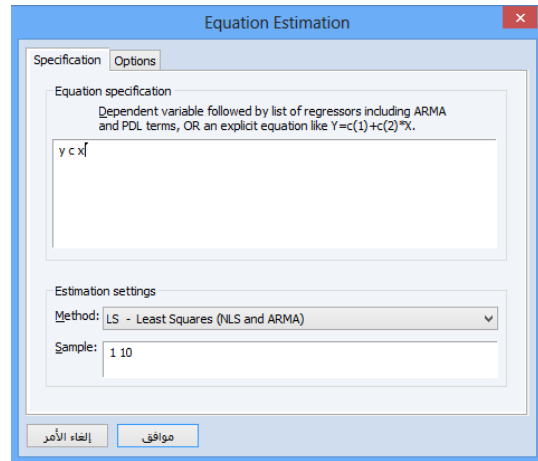 Equation Estimation
Specification Options
Equation specification
Dependent variable followed by list of regressors including ARMA
and PDL terms, OR an explicit equation like Y=c(1)+c(2)*X.
y c x
Estimation settings
Method: LS - Least Squares (NLS and ARMA)
Sample: 1 10
إلغاء الأمر موافق